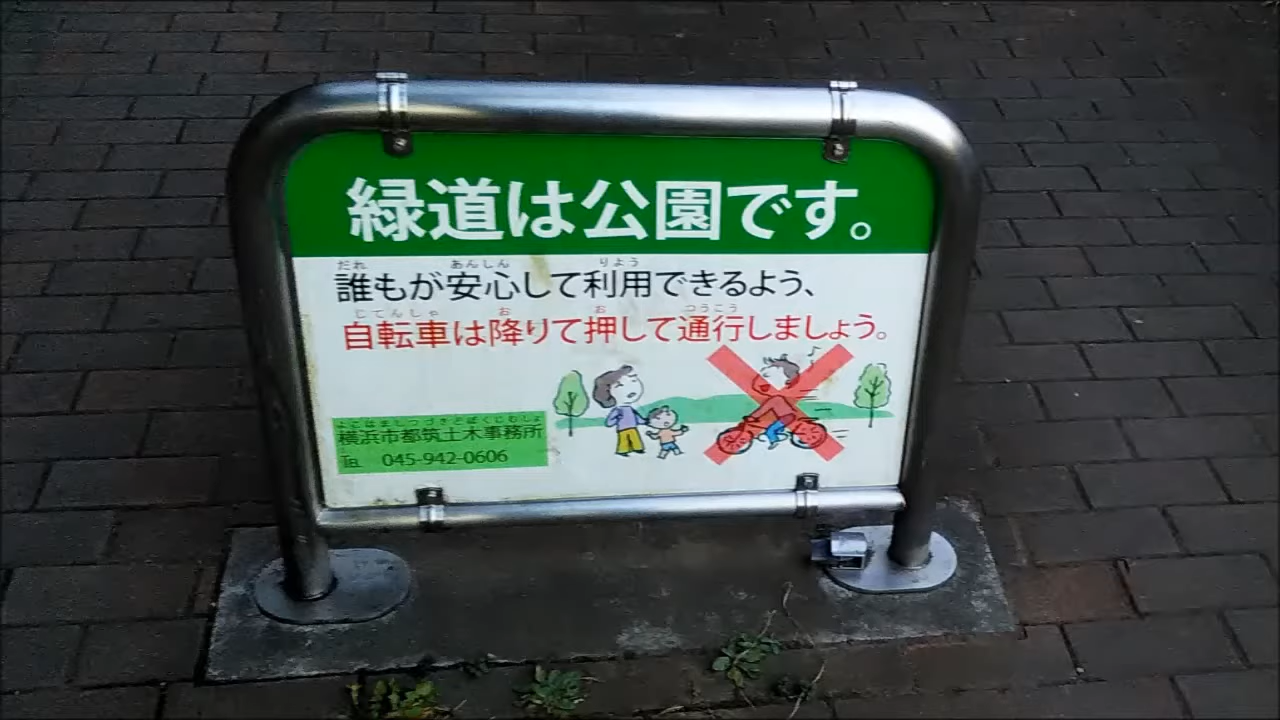 緑道は公園です。
だれ あんしん りよう
誰もが安心して利用できるよう、
じてんしゃ お お つうこう
自転車は降りて押して通行しましょう。
よこはましつづきどぼくじむしょ
横浜市都筑土木事務所
TEL 045-942-0606